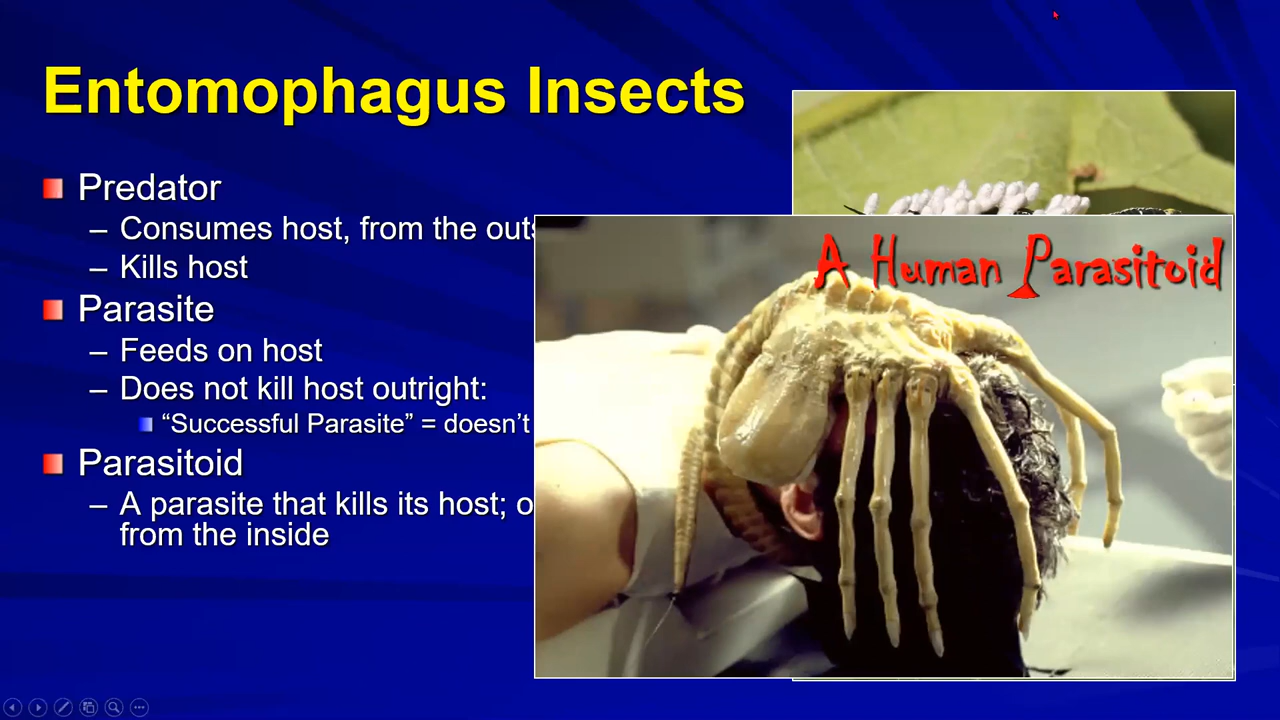 Entomophagus Insects
Predator
– Consumes host, from the
– Kills host
Parasite
– Feeds on host
– Does not kill host outright:
“Successful Parasite” = doesn’t
Parasitoid
– A parasite that kills its host;
from the inside
A Human Parasitoid